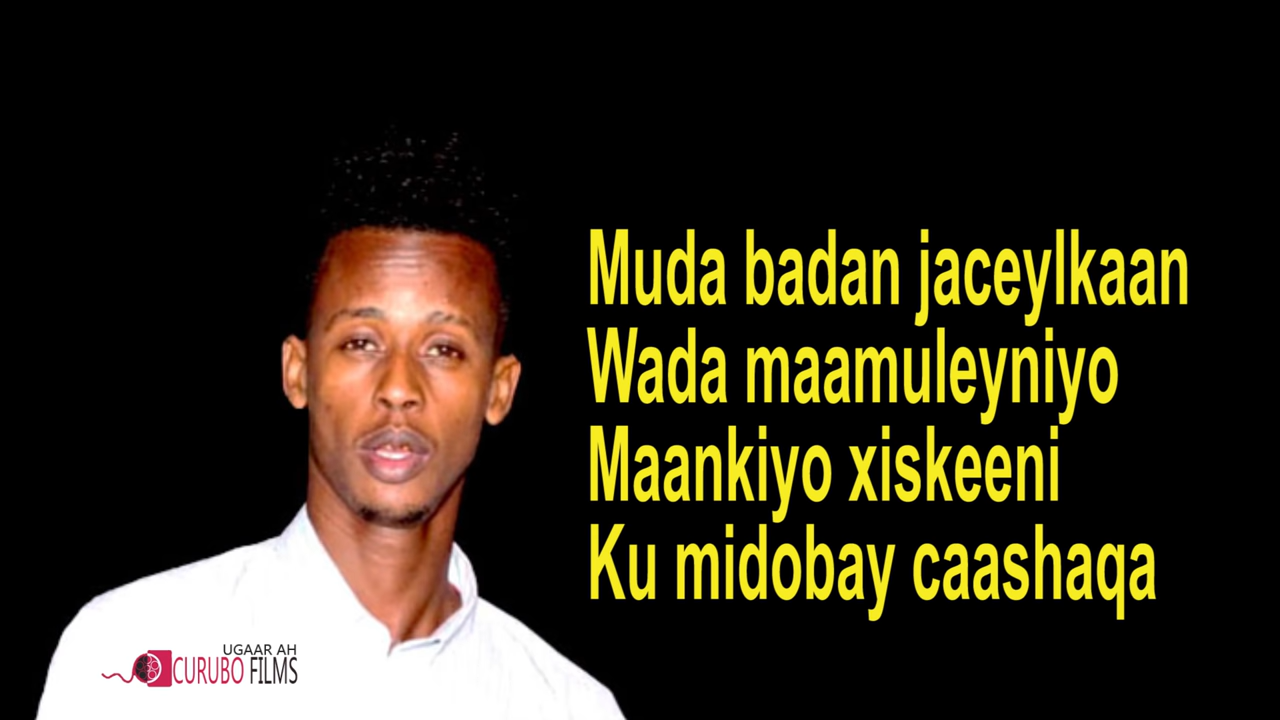 Muda badan jaceylkaan
Wada maamuleyniyo
Maankiyo xiskeeni
Ku midobay caashaqa
UGAAR AH
CURUBO FILMS